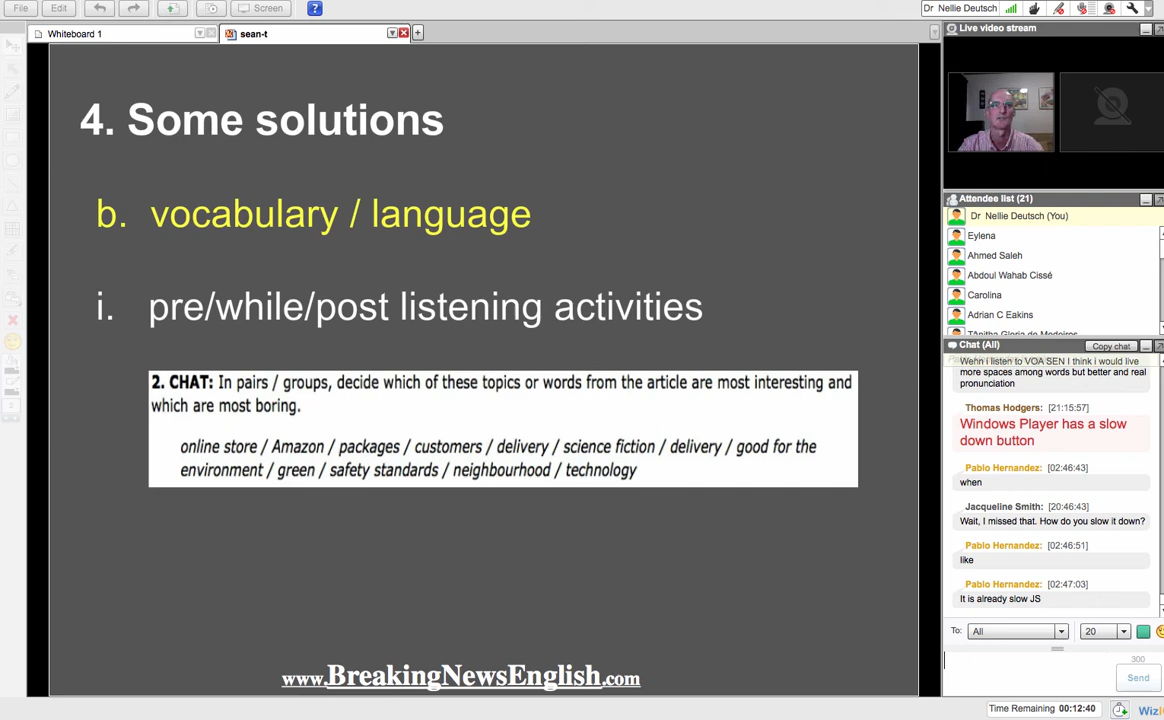 File
Edit
Screen
?
Dr Nellie Deutsch
Whiteboard 1
sean-t
4. Some solutions
b. vocabulary / language
i. pre/while/post listening activities
2. CHAT: In pairs / groups, decide which of these topics or words from the article are most interesting and
which are most boring.
online store / Amazon / packages / customers / delivery / science fiction / delivery / good for the
environment / green / safety standards / neighbourhood / technology
www.BreakingNewsEnglish.com
Live video stream
Attendee list (21)
Dr Nellie Deutsch (You)
Eylena
Ahmed Saleh
Abdoul Wahab Cissé
Carolina
Adrian C Eakins
Chat (All)
Copy chat
Wehn i listen to VOA SEN I think i would live
more spaces among words but better and real
pronunciation
Thomas Hodgers: [21:15:57]
Windows Player has a slow
down button
Pablo Hernandez: [02:46:43]
when
Jacqueline Smith: [20:46:43]
Wait, I missed that. How do you slow it down?
Pablo Hernandez: [02:46:51]
like
Pablo Hernandez: [02:47:03]
It is already slow JS
To: All 20
300
Send
Time Remaining 00:12:40